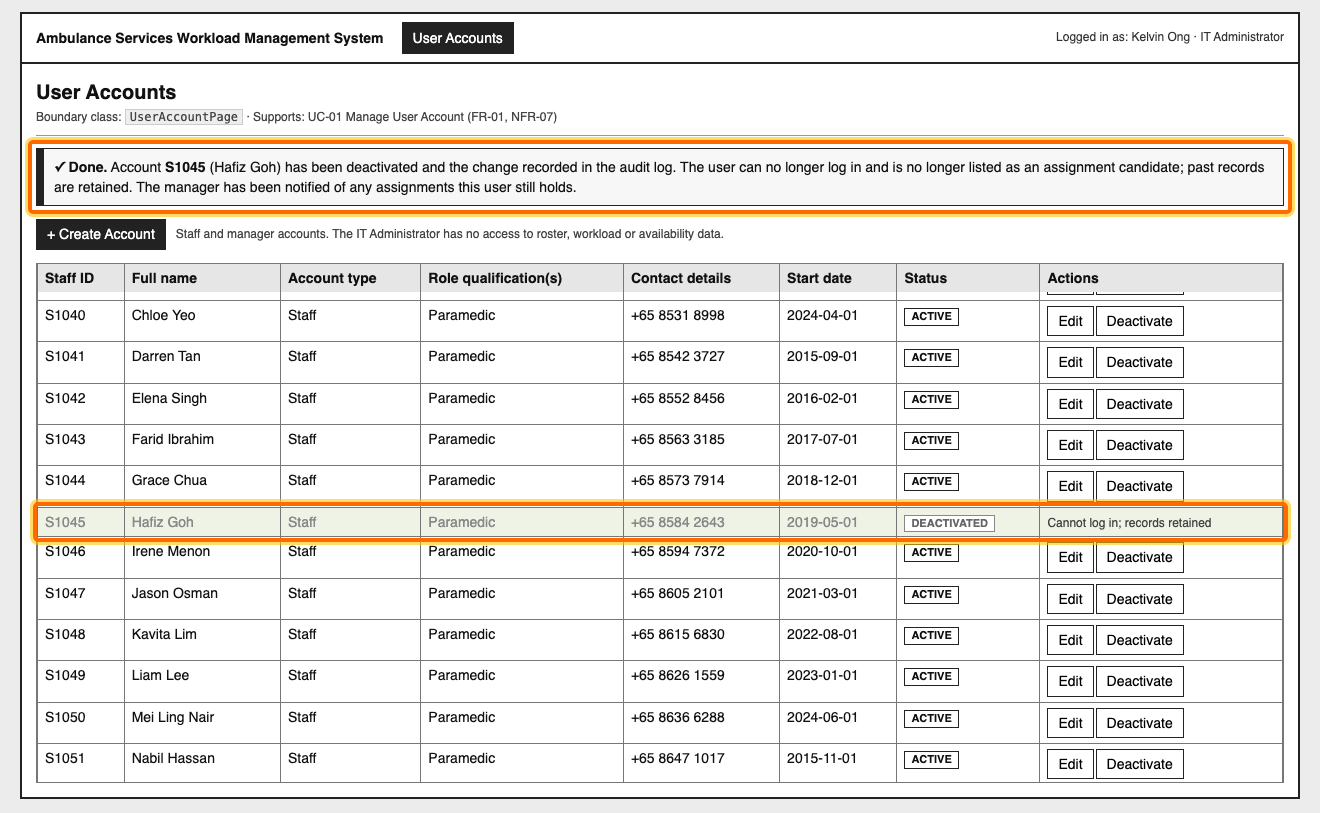 Ambulance Services Workload Management System User Accounts Logged in as: Kelvin Ong · IT Administrator
User Accounts
Boundary class: UserAccountPage · Supports: UC-01 Manage User Account (FR-01, NFR-07)
✓ Done. Account S1045 (Hafiz Goh) has been deactivated and the change recorded in the audit log. The user can no longer log in and is no longer listed as an assignment candidate; past records
are retained. The manager has been notified of any assignments this user still holds.
+ Create Account Staff and manager accounts. The IT Administrator has no access to roster, workload or availability data.
Staff ID Full name Account type Role qualification(s) Contact details Start date Status Actions
S1040 Chloe Yeo Staff Paramedic +65 8531 8998 2024-04-01 ACTIVE Edit Deactivate
S1041 Darren Tan Staff Paramedic +65 8542 3727 2015-09-01 ACTIVE Edit Deactivate
S1042 Elena Singh Staff Paramedic +65 8552 8456 2016-02-01 ACTIVE Edit Deactivate
S1043 Farid Ibrahim Staff Paramedic +65 8563 3185 2017-07-01 ACTIVE Edit Deactivate
S1044 Grace Chua Staff Paramedic +65 8573 7914 2018-12-01 ACTIVE Edit Deactivate
S1045 Hafiz Goh Staff Paramedic +65 8584 2643 2019-05-01 DEACTIVATED Cannot log in; records retained
S1046 Irene Menon Staff Paramedic +65 8594 7372 2020-10-01 ACTIVE Edit Deactivate
S1047 Jason Osman Staff Paramedic +65 8605 2101 2021-03-01 ACTIVE Edit Deactivate
S1048 Kavita Lim Staff Paramedic +65 8615 6830 2022-08-01 ACTIVE Edit Deactivate
S1049 Liam Lee Staff Paramedic +65 8626 1559 2023-01-01 ACTIVE Edit Deactivate
S1050 Mei Ling Nair Staff Paramedic +65 8636 6288 2024-06-01 ACTIVE Edit Deactivate
S1051 Nabil Hassan Staff Paramedic +65 8647 1017 2015-11-01 ACTIVE Edit Deactivate